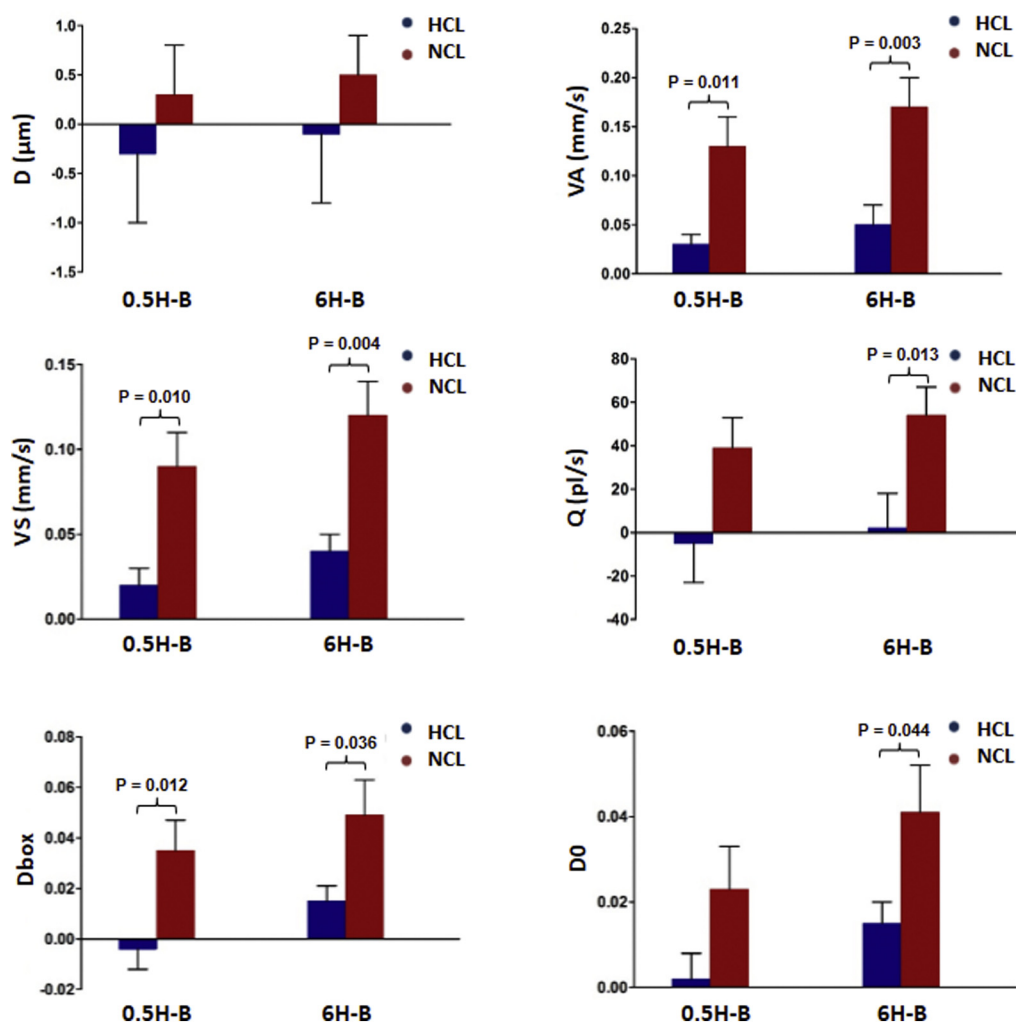 HCL
NCL
1.0
0.5
0.0
-0.5
-1.0
-1.5
D (μm)
0.5H-B 6H-B
HCL
NCL
0.25
0.20
0.15
0.10
0.05
0.00
VA (mm/s)
P = 0.011
P = 0.003
0.5H-B 6H-B
HCL
NCL
0.15
0.10
0.05
0.00
VS (mm/s)
P = 0.010
P = 0.004
0.5H-B 6H-B
HCL
NCL
80
60
40
20
0
-20
-40
Q (pl/s)
P = 0.013
0.5H-B 6H-B
HCL
NCL
0.08
0.06
0.04
0.02
0.00
-0.02
Dbox
P = 0.012
P = 0.036
0.5H-B 6H-B
HCL
NCL
0.06
0.04
0.02
0.00
D0
P = 0.044
0.5H-B 6H-B